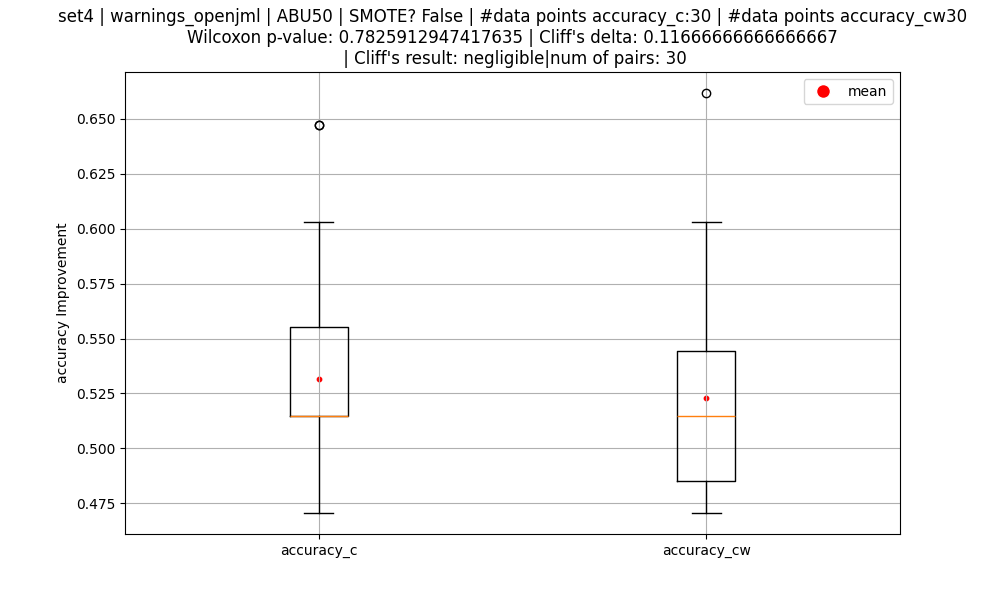 set4 | warnings_openjml | ABU50 | SMOTE? False | #data points accuracy_c:30 | #data points accuracy_cw30
Wilcoxon p-value: 0.7825912947417635 | Cliff's delta: 0.11666666666666667
| Cliff's result: negligible|num of pairs: 30
mean
0.650
0.625
0.600
0.575
0.550
0.525
0.500
0.475
accuracy Improvement
accuracy_c
accuracy_cw